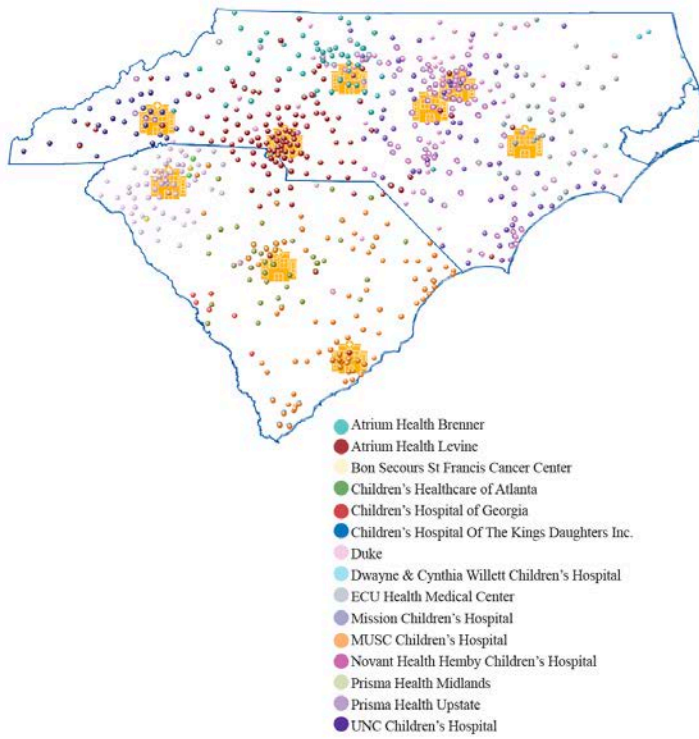 Atrium Health Brenner
Atrium Health Levine
Bon Secours St Francis Cancer Center
Children's Healthcare of Atlanta
Children's Hospital of Georgia
Children's Hospital Of The Kings Daughters Inc.
Duke
Dwayne & Cynthia Willett Children's Hospital
ECU Health Medical Center
Mission Children's Hospital
MUSC Children's Hospital
Novant Health Hemby Children's Hospital
Prisma Health Midlands
Prisma Health Upstate
UNC Children's Hospital